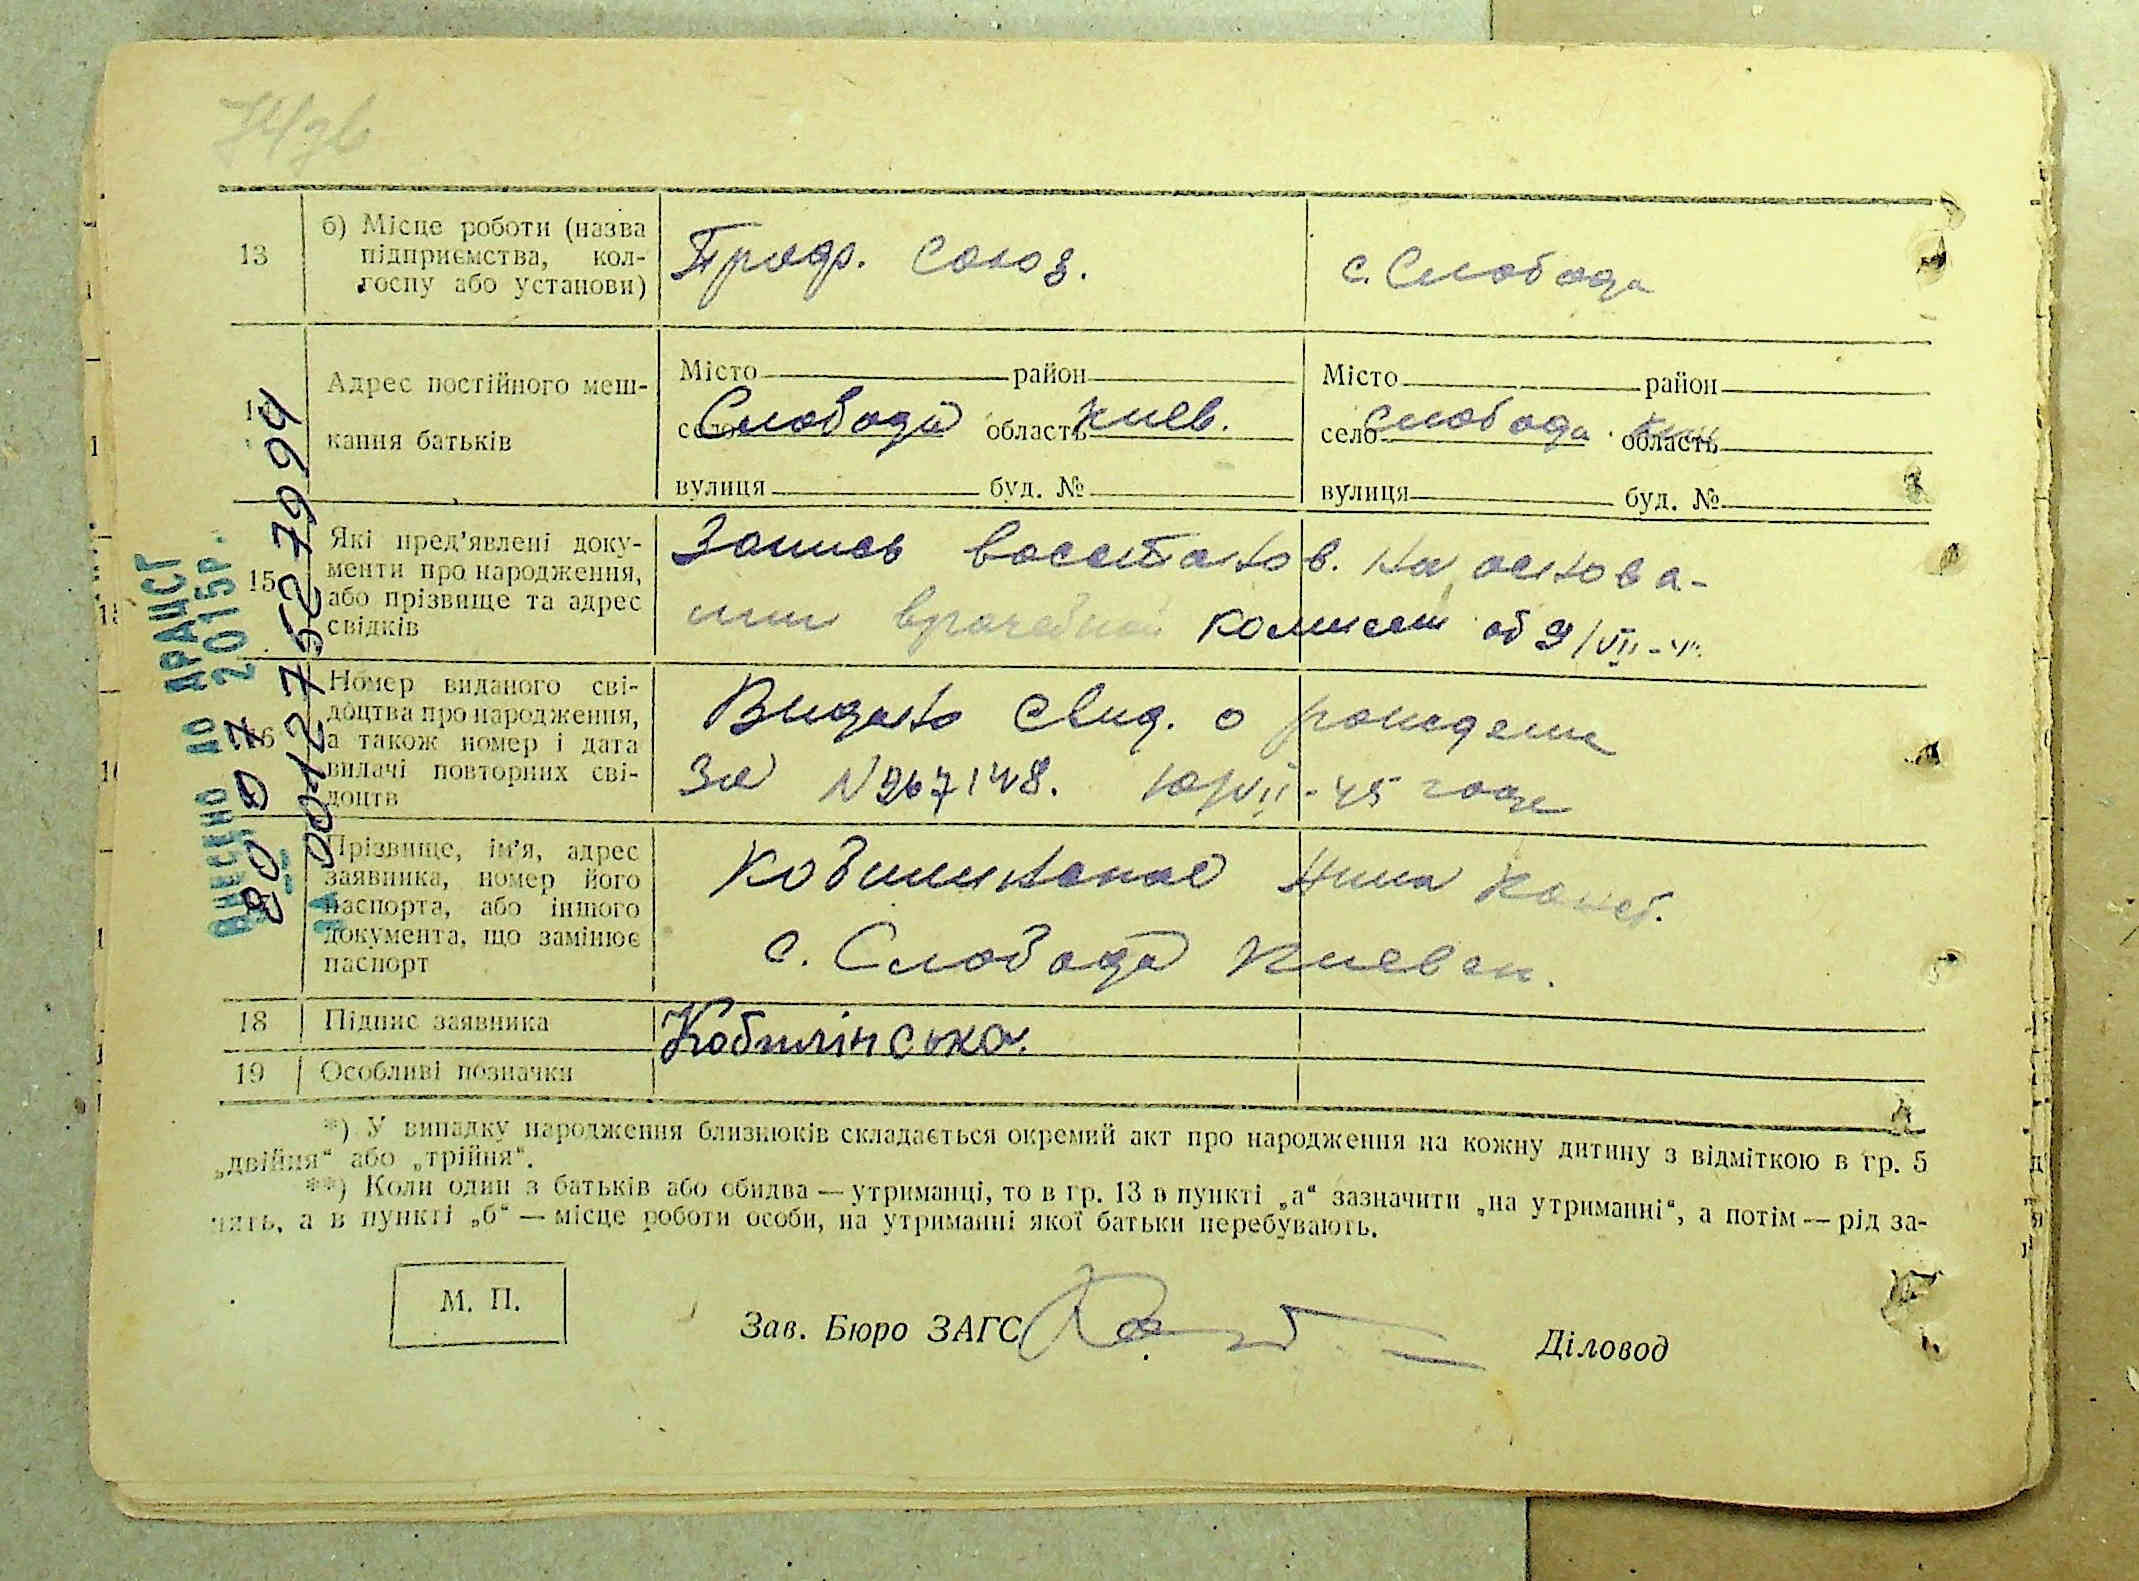 13
б) Місце роботи (назва
підприємства, кол-
госпу або установи)
Проф. союз.
с. Слобода
Адрес постійного меш-
кання батьків
Місто район
село Слобода область Киев.
вулиця буд. №
Місто район
село Слобода область
вулиця буд. №
15
Які пред'явлені доку-
менти про народження,
або прізвище та адрес
свідків
Запись восстанов. на основа-
нии врачебной комиссии об 9/VII-45
Номер виданого сві-
доцтва про народження,
а також номер і дата
видачі повторних сві-
доцтв
Видано свид. о рождении
за N 267148. 10/VII-45 года
Прізвище, ім'я, адрес
заявника, номер його
паспорта, або іншого
документа, що замінює
паспорт
Нина Конст.
с. Слобода Киевск.
18
Підпис заявника
Кобилінська.
19
Особливі позначки
*) У випадку народження близнюків складається окремий акт про народження на кожну дитину з відміткою в гр. 5
„двійня“ або „трійня“.
**) Коли один з батьків або обидва — утриманці, то в гр. 13 в пункті „а“ зазначити „на утриманні“, а потім — рід за-
нять, а в пункті „б“ — місце роботи особи, на утриманні якої батьки перебувають.
М. П.
Зав. Бюро ЗАГС
Діловод
ВНЕСЕНО ДО ДРАЦСГ
2015р.
ЗА 00127527994